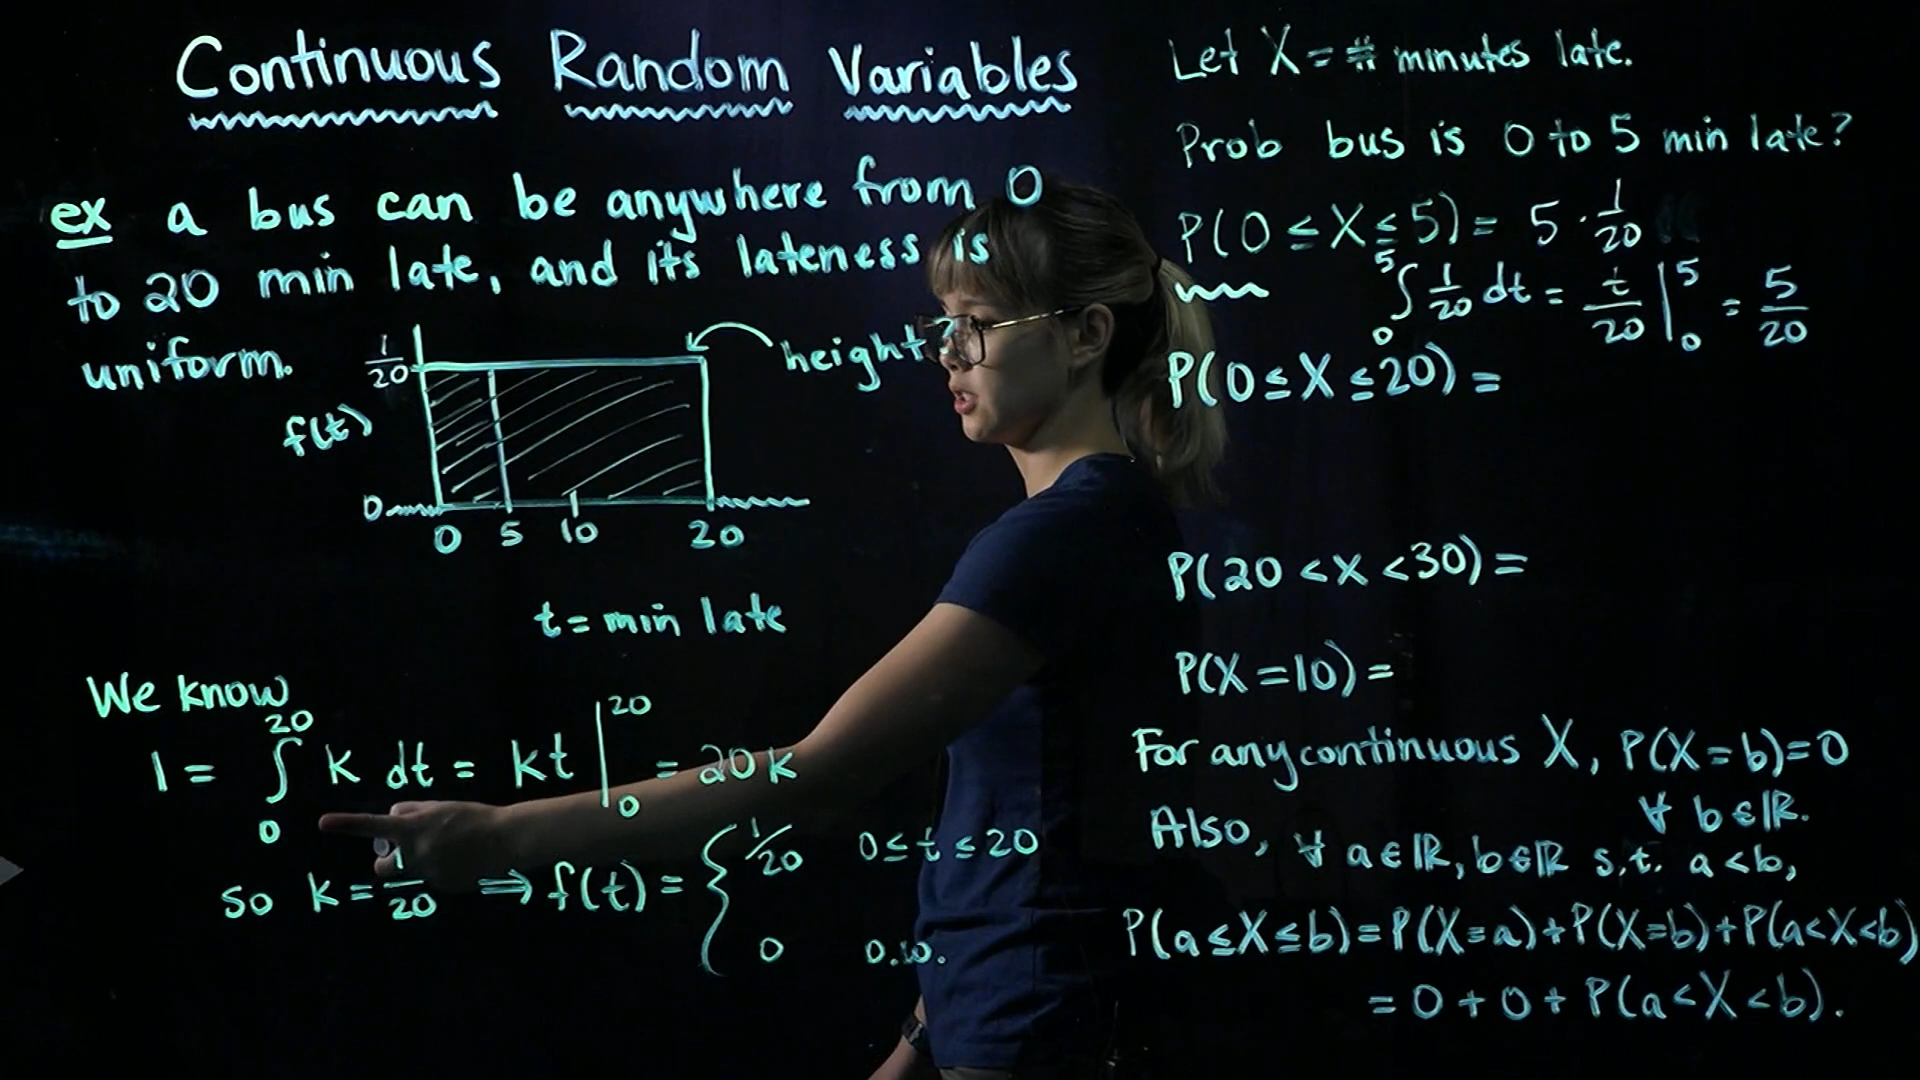 Continuous Random Variables
ex a bus can be anywhere from 0
to 20 min late, and its lateness is
uniform.
height?
1/20
f(t)
0
0 5 10 20
t = min late
We know
1 = ∫₀²⁰ k dt = kt |₀²⁰ = 20k
so k = 1/20 ⇒ f(t) = { 1/20 0 ≤ t ≤ 20
0 o.w.
Let X = # minutes late.
Prob bus is 0 to 5 min late?
P(0 ≤ X ≤ 5) = 5 · 1/20
∫₀⁵ 1/20 dt = t/20 |₀⁵ = 5/20
P(0 ≤ X ≤ 20) =
P(20 < X < 30) =
P(X = 10) =
For any continuous X, P(X = b) = 0
∀ b ∈ ℝ.
Also, ∀ a ∈ ℝ, b ∈ ℝ s.t. a < b,
P(a ≤ X ≤ b) = P(X = a) + P(X = b) + P(a < X < b)
= 0 + 0 + P(a < X < b).